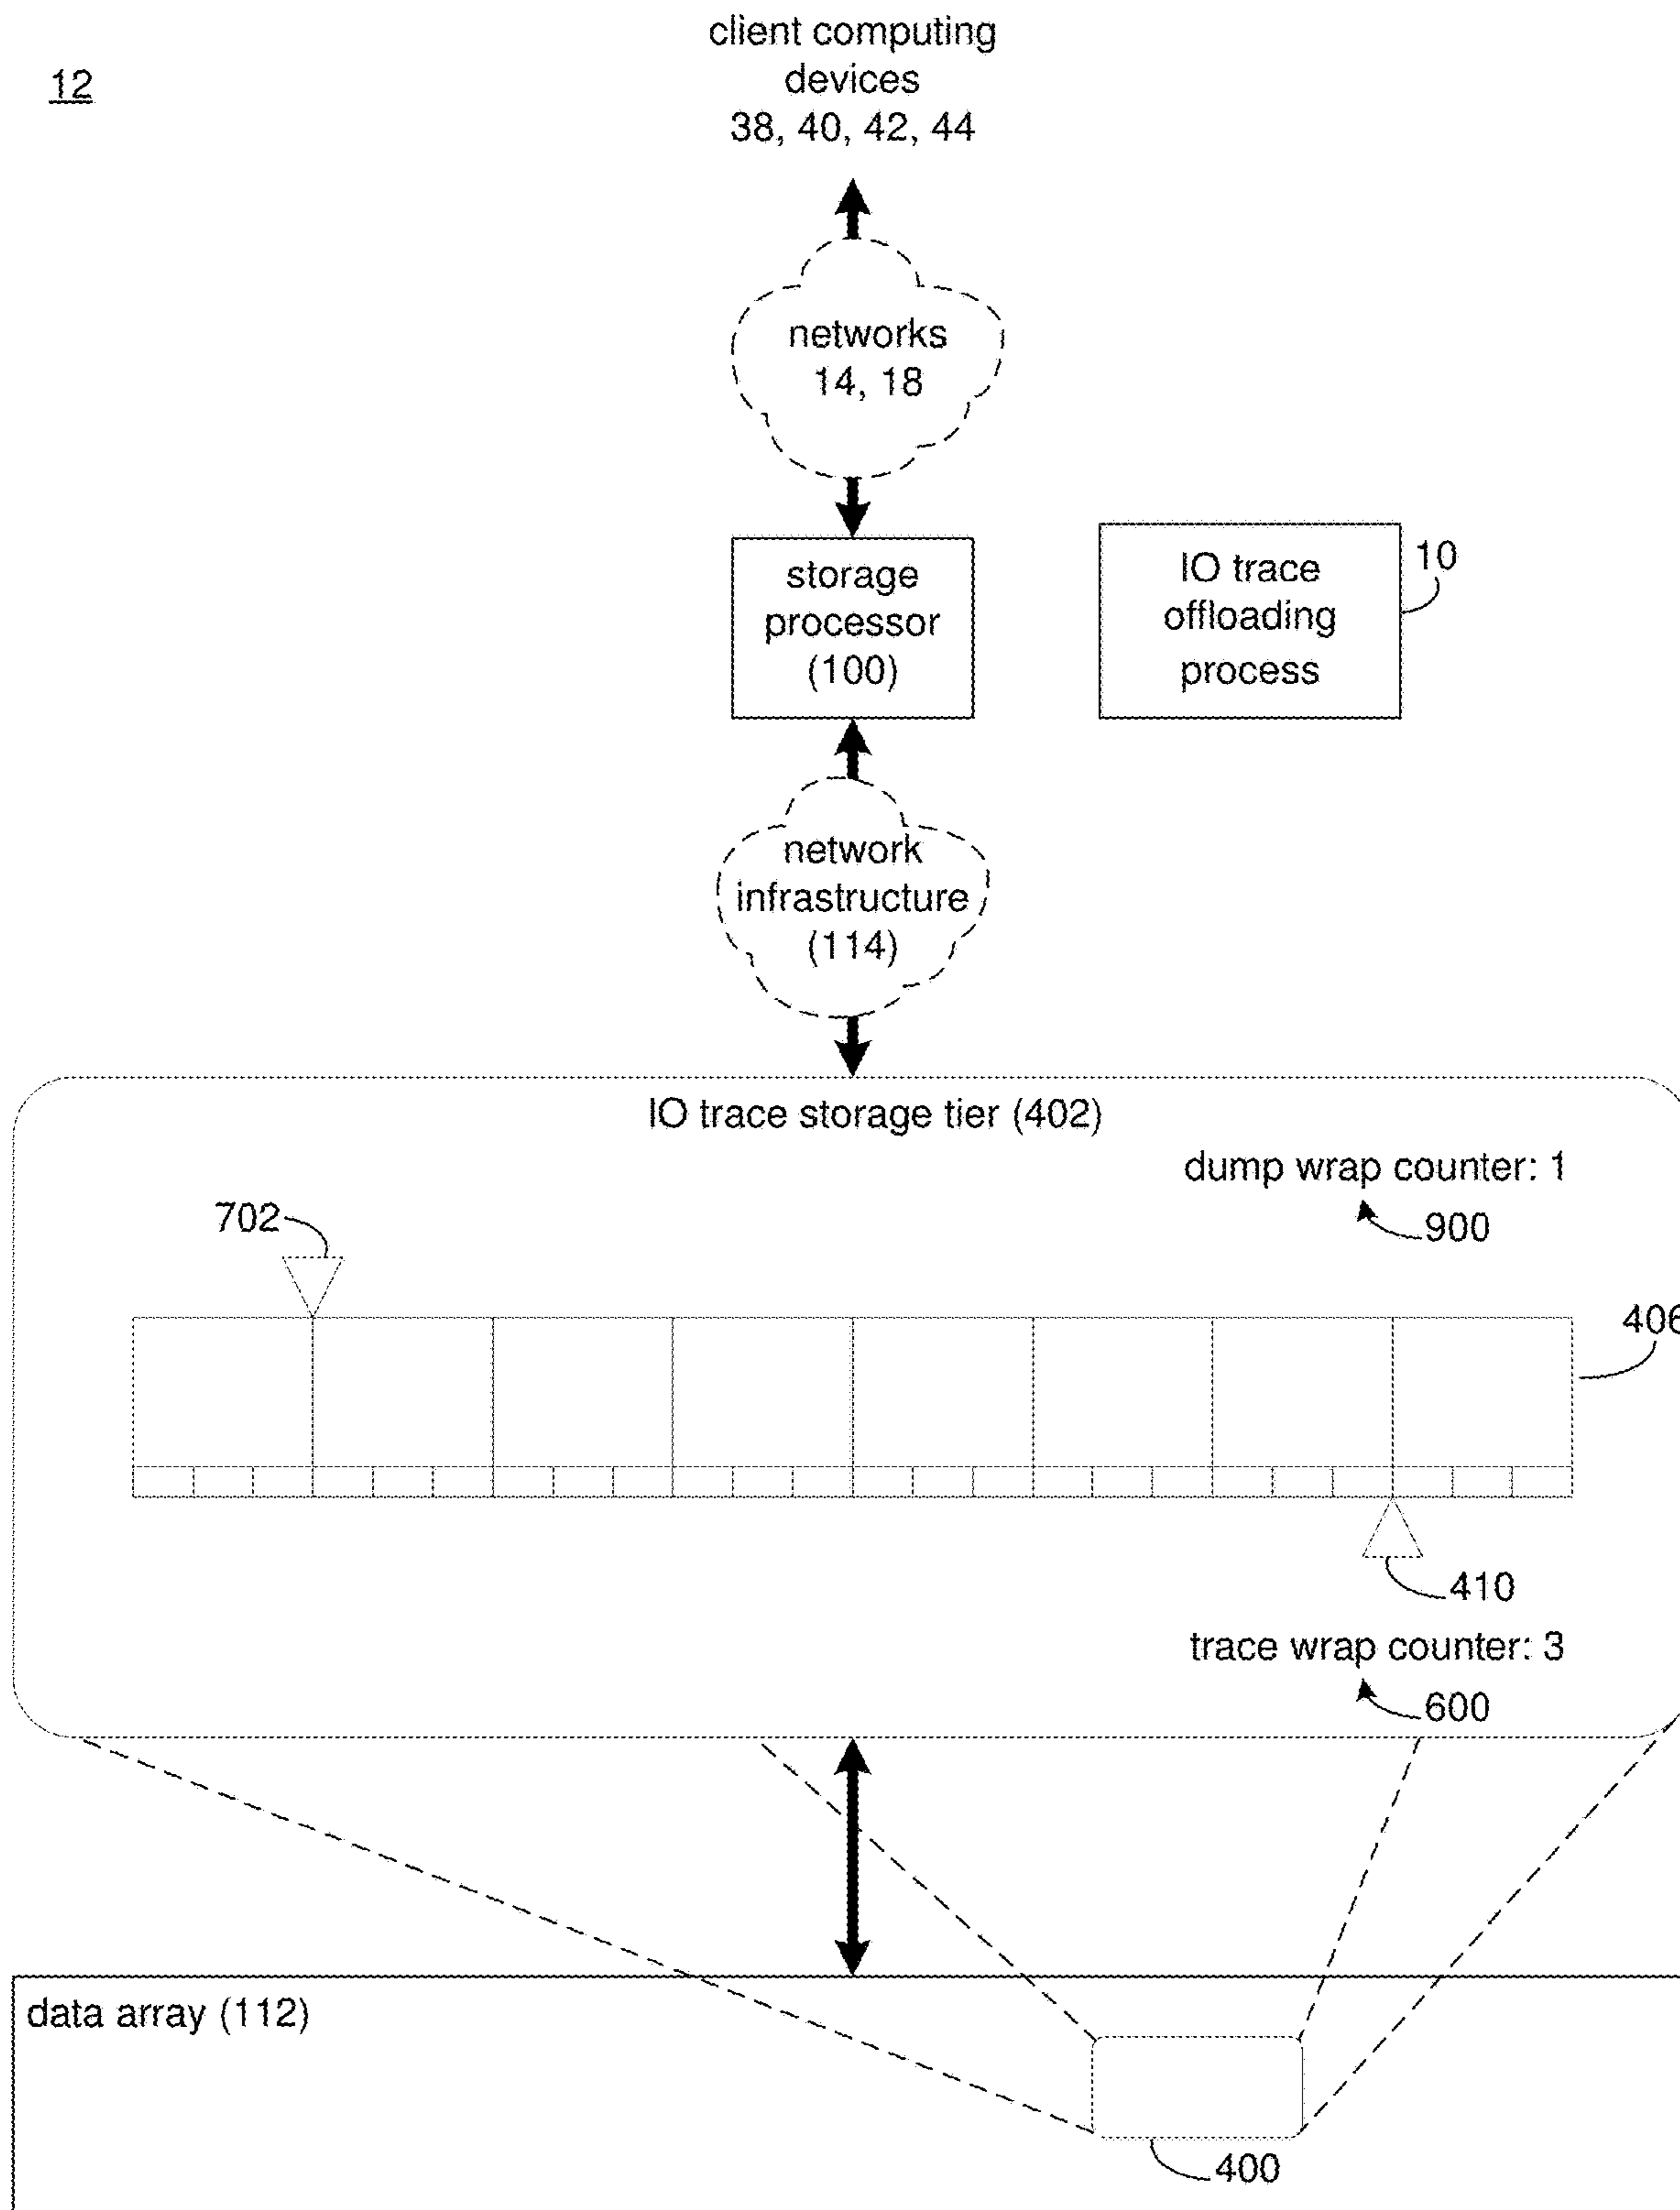 12
client computing
devices
38, 40, 42, 44
networks
14, 18
storage
processor
(100)
IO trace
offloading
process
10
network
infrastructure
(114)
IO trace storage tier (402)
dump wrap counter: 1
900
702
406
410
trace wrap counter: 3
600
data array (112)
400